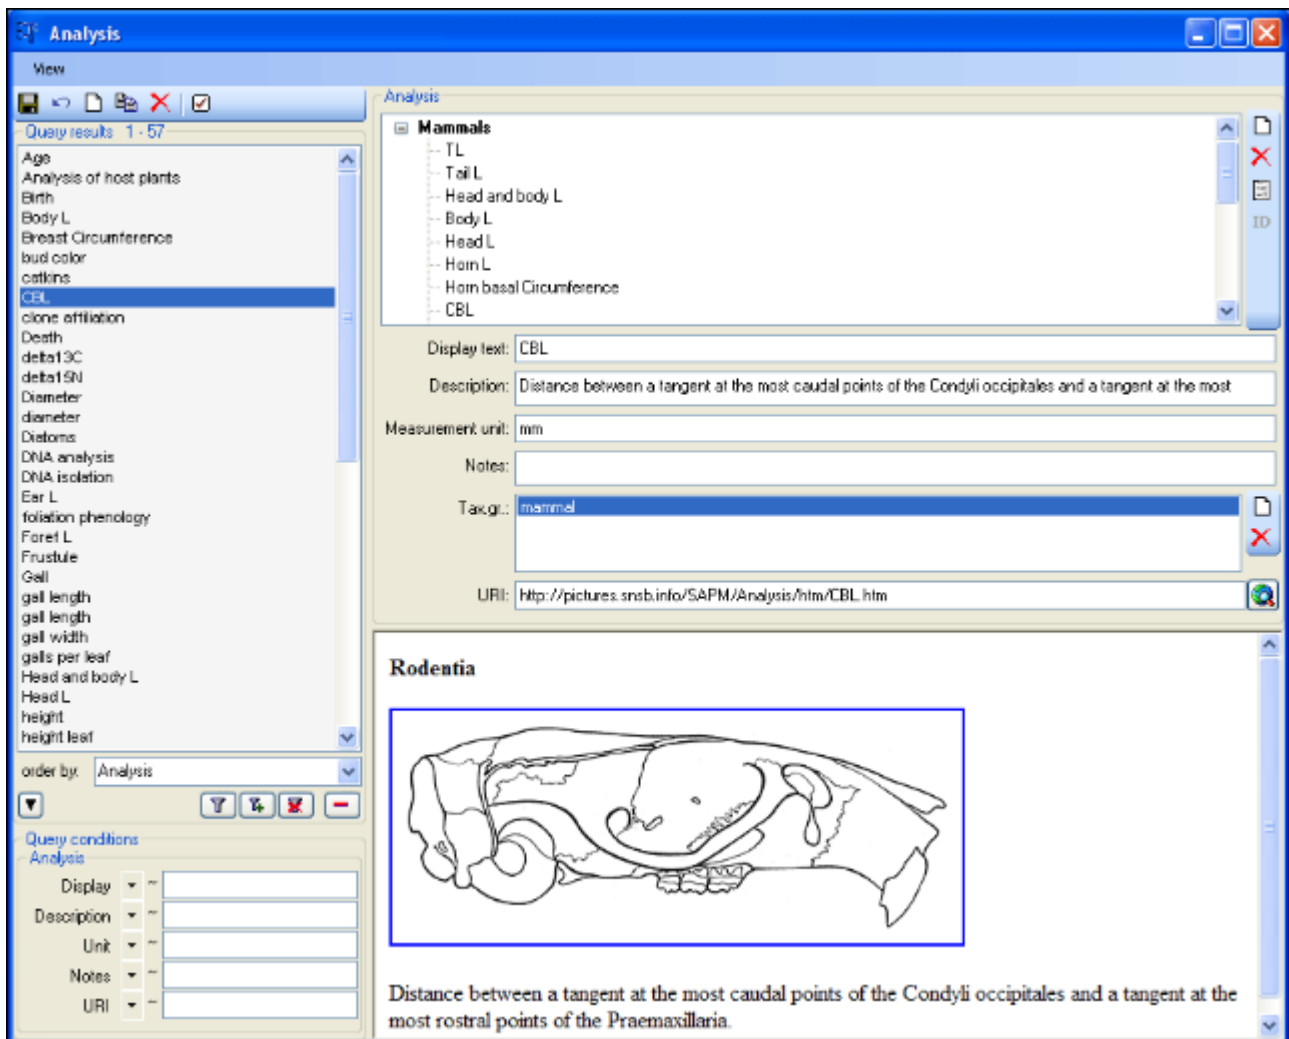 Analysis
View
Query results 1 - 57
Age
Analysis of host plants
Birth
Body L
Breast Circumference
bud color
catkins
CBL
clone affiliation
Death
delta13C
delta15N
Diameter
diameter
Diatoms
DNA analysis
DNA isolation
Ear L
foliation phenology
Foret L
Frustule
Gall
gall length
gall length
gall width
galls per leaf
Head and body L
Head L
height
height leaf
order by: Analysis
Query conditions
Analysis
Display ~
Description ~
Unit ~
Notes ~
URI ~
Analysis
Mammals
TL
Tail L
Head and body L
Body L
Head L
Horn L
Horn basal Circumference
CBL
ID
Display text: CBL
Description: Distance between a tangent at the most caudal points of the Condyli occipitales and a tangent at the most
Measurement unit: mm
Notes:
Tax.gr.: mammal
URI: http://pictures.snsb.info/SAPM/Analysis/htm/CBL.htm
Rodentia
Distance between a tangent at the most caudal points of the Condyli occipitales and a tangent at the
most rostral points of the Praemaxillaria.